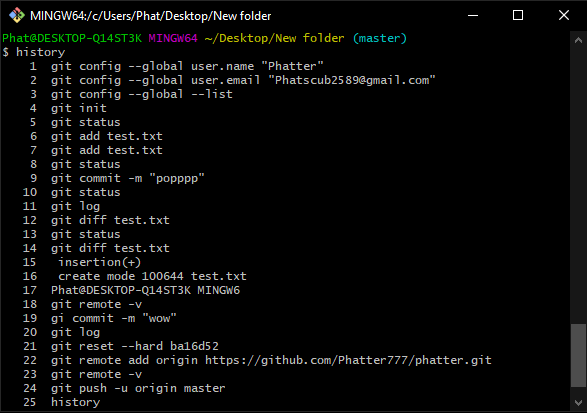 MINGW64:/c/Users/Phat/Desktop/New folder
Phat@DESKTOP-Q14ST3K MINGW64 ~/Desktop/New folder (master)
$ history
1 git config --global user.name "Phatter"
2 git config --global user.email "Phatscub2589@gmail.com"
3 git config --global --list
4 git init
5 git status
6 git add test.txt
7 git add test.txt
8 git status
9 git commit -m "popppp"
10 git status
11 git log
12 git diff test.txt
13 git status
14 git diff test.txt
15 insertion(+)
16 create mode 100644 test.txt
17 Phat@DESKTOP-Q14ST3K MINGW6
18 git remote -v
19 gi commit -m "wow"
20 git log
21 git reset --hard ba16d52
22 git remote add origin https://github.com/Phatter777/phatter.git
23 git remote -v
24 git push -u origin master
25 history